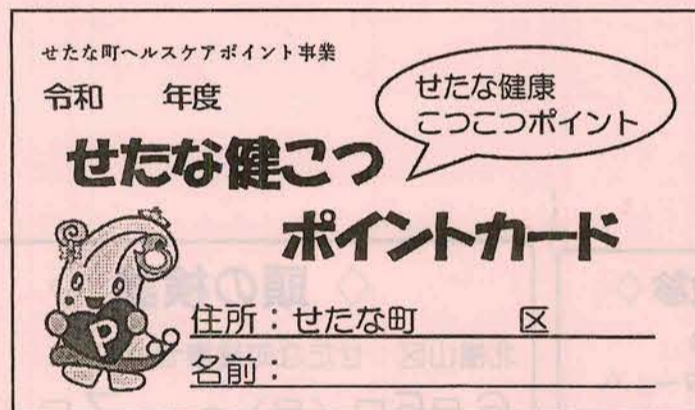 せたな町ヘルスケアポイント事業
令和　　年度
せたな健康
こつこつポイント
せたな健こつ
ポイントカード
P
住所：せたな町　　　区
名前：